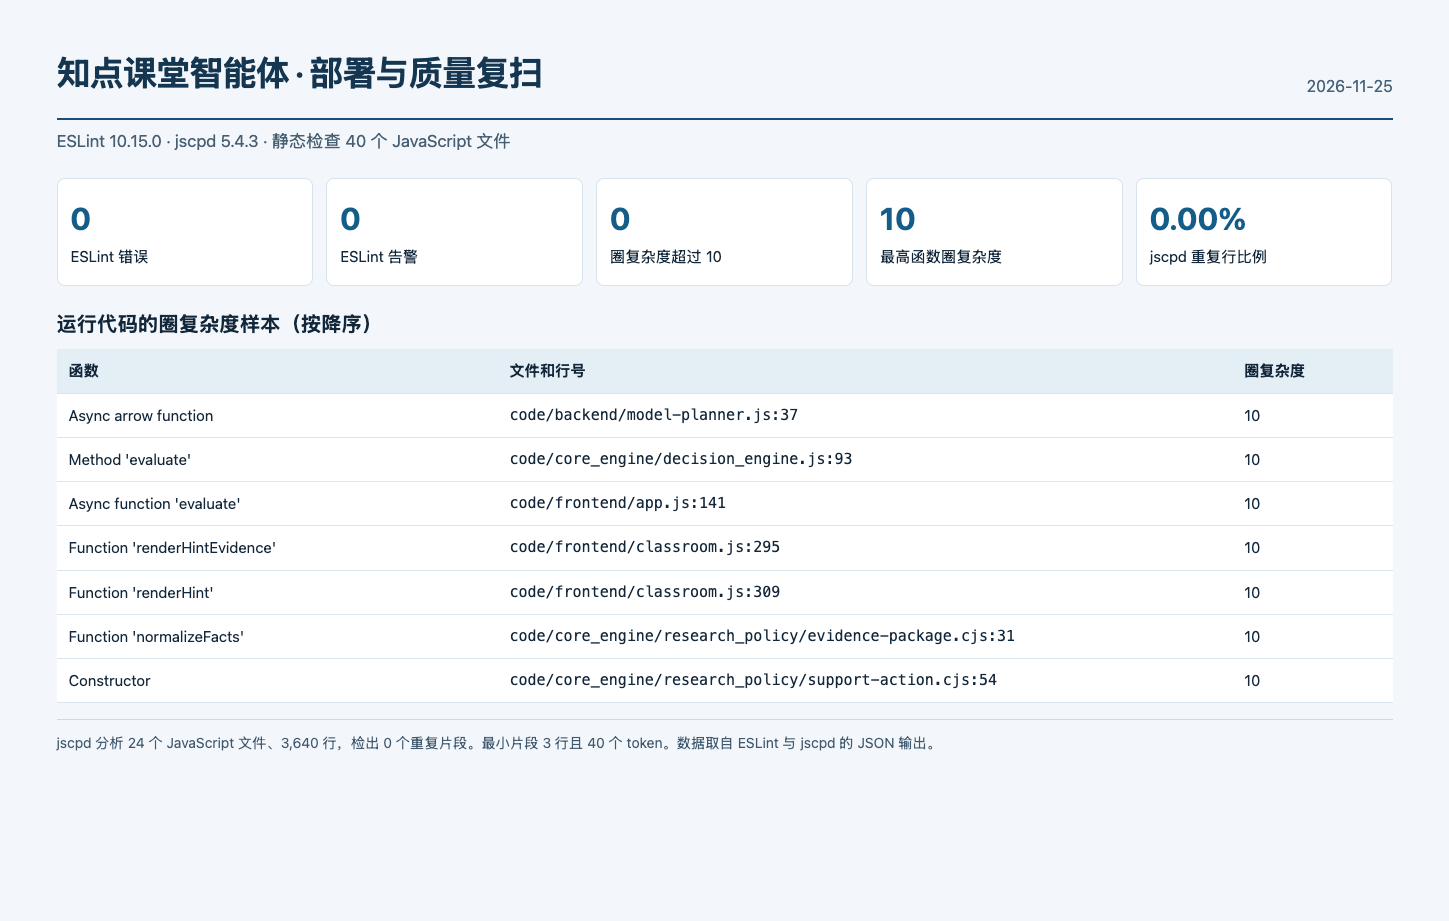 知点课堂智能体·部署与质量复扫
2026-11-25
ESLint 10.15.0 · jscpd 5.4.3 · 静态检查 40 个 JavaScript 文件
0
ESLint 错误
0
ESLint 告警
0
圈复杂度超过 10
10
最高函数圈复杂度
0.00%
jscpd 重复行比例
运行代码的圈复杂度样本（按降序）
函数 文件和行号 圈复杂度
Async arrow function code/backend/model-planner.js:37 10
Method 'evaluate' code/core_engine/decision_engine.js:93 10
Async function 'evaluate' code/frontend/app.js:141 10
Function 'renderHintEvidence' code/frontend/classroom.js:295 10
Function 'renderHint' code/frontend/classroom.js:309 10
Function 'normalizeFacts' code/core_engine/research_policy/evidence-package.cjs:31 10
Constructor code/core_engine/research_policy/support-action.cjs:54 10
jscpd 分析 24 个 JavaScript 文件、3,640 行，检出 0 个重复片段。最小片段 3 行且 40 个 token。数据取自 ESLint 与 jscpd 的 JSON 输出。